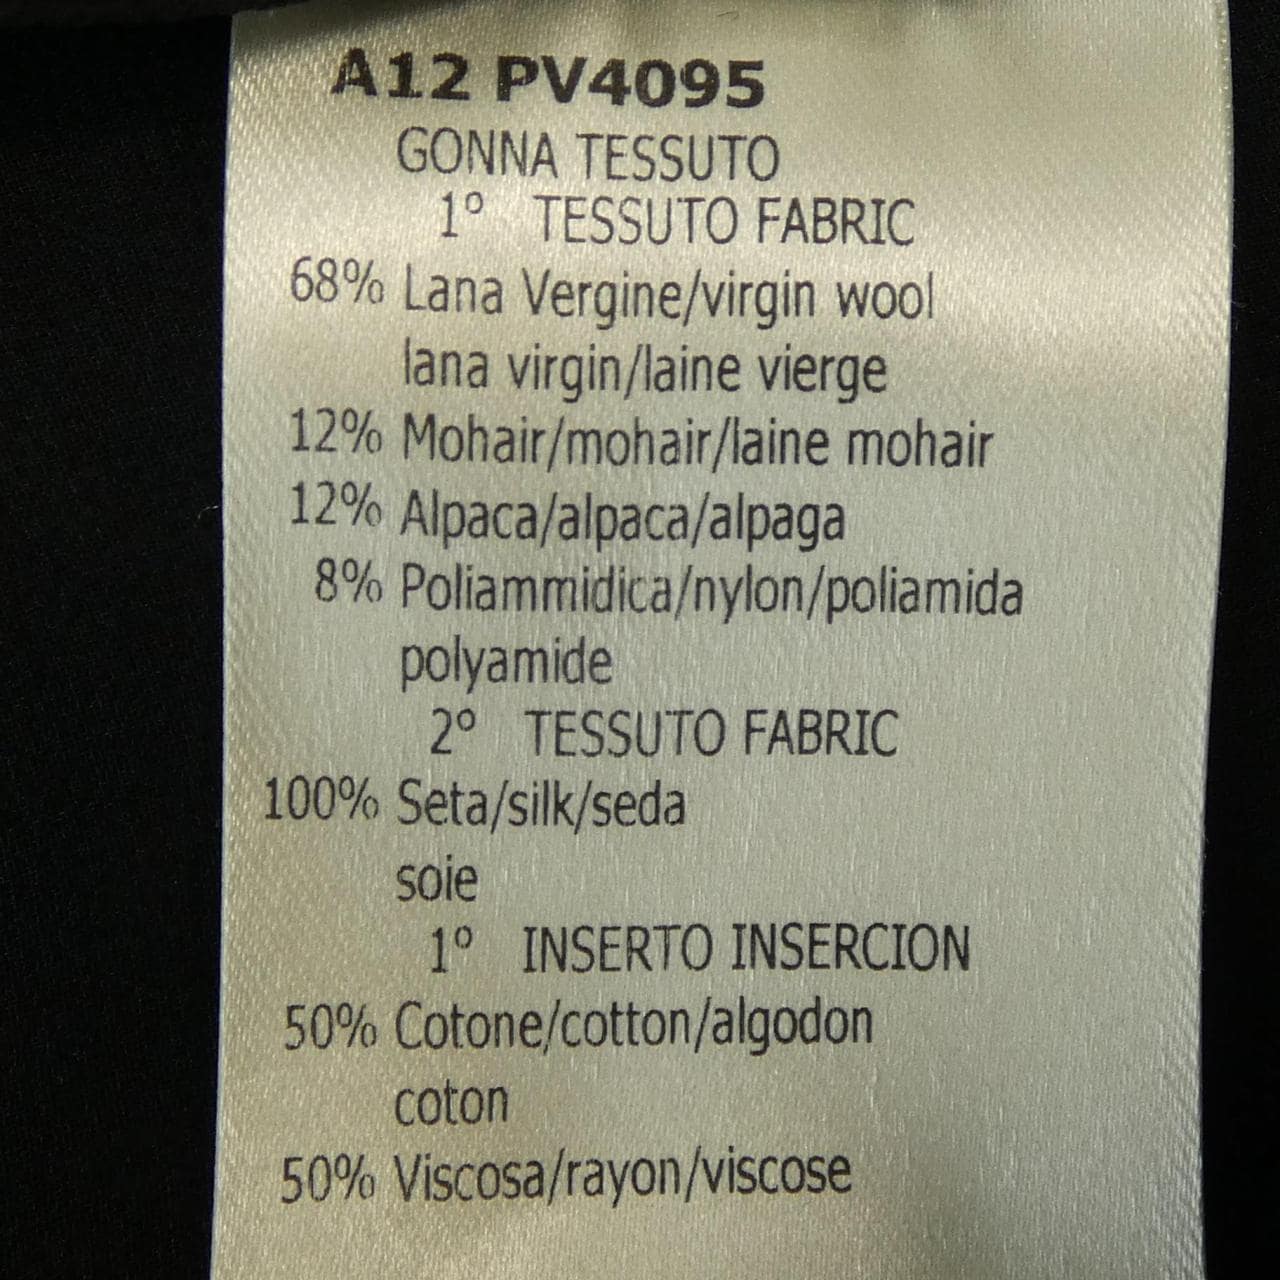 A12 PV4095
GONNA TESSUTO
1° TESSUTO FABRIC
68% Lana Vergine/virgin wool
lana virgin/laine vierge
12% Mohair/mohair/laine mohair
12% Alpaca/alpaca/alpaga
8% Poliammidica/nylon/poliamida
polyamide
2° TESSUTO FABRIC
100% Seta/silk/seda
soie
1° INSERTO INSERCION
50% Cotone/cotton/algodon
coton
50% Viscosa/rayon/viscose